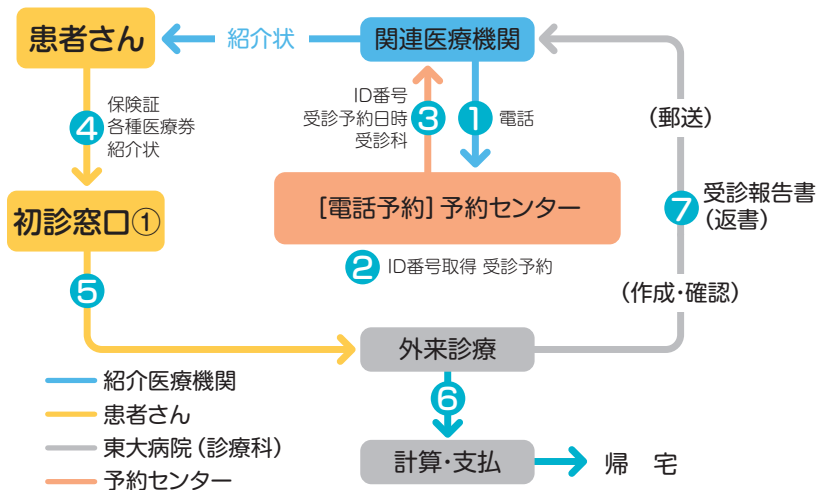 患者さん
紹介状
関連医療機関
ID番号
受診予約日時
受診科
3
1
電話
4
保険証
各種医療券
紹介状
(郵送)
[電話予約] 予約センター
7
受診報告書
(返書)
初診窓口①
2 ID番号取得 受診予約
5
(作成・確認)
外来診療
紹介医療機関
6
患者さん
東大病院(診療科)
計算・支払
帰 宅
予約センター